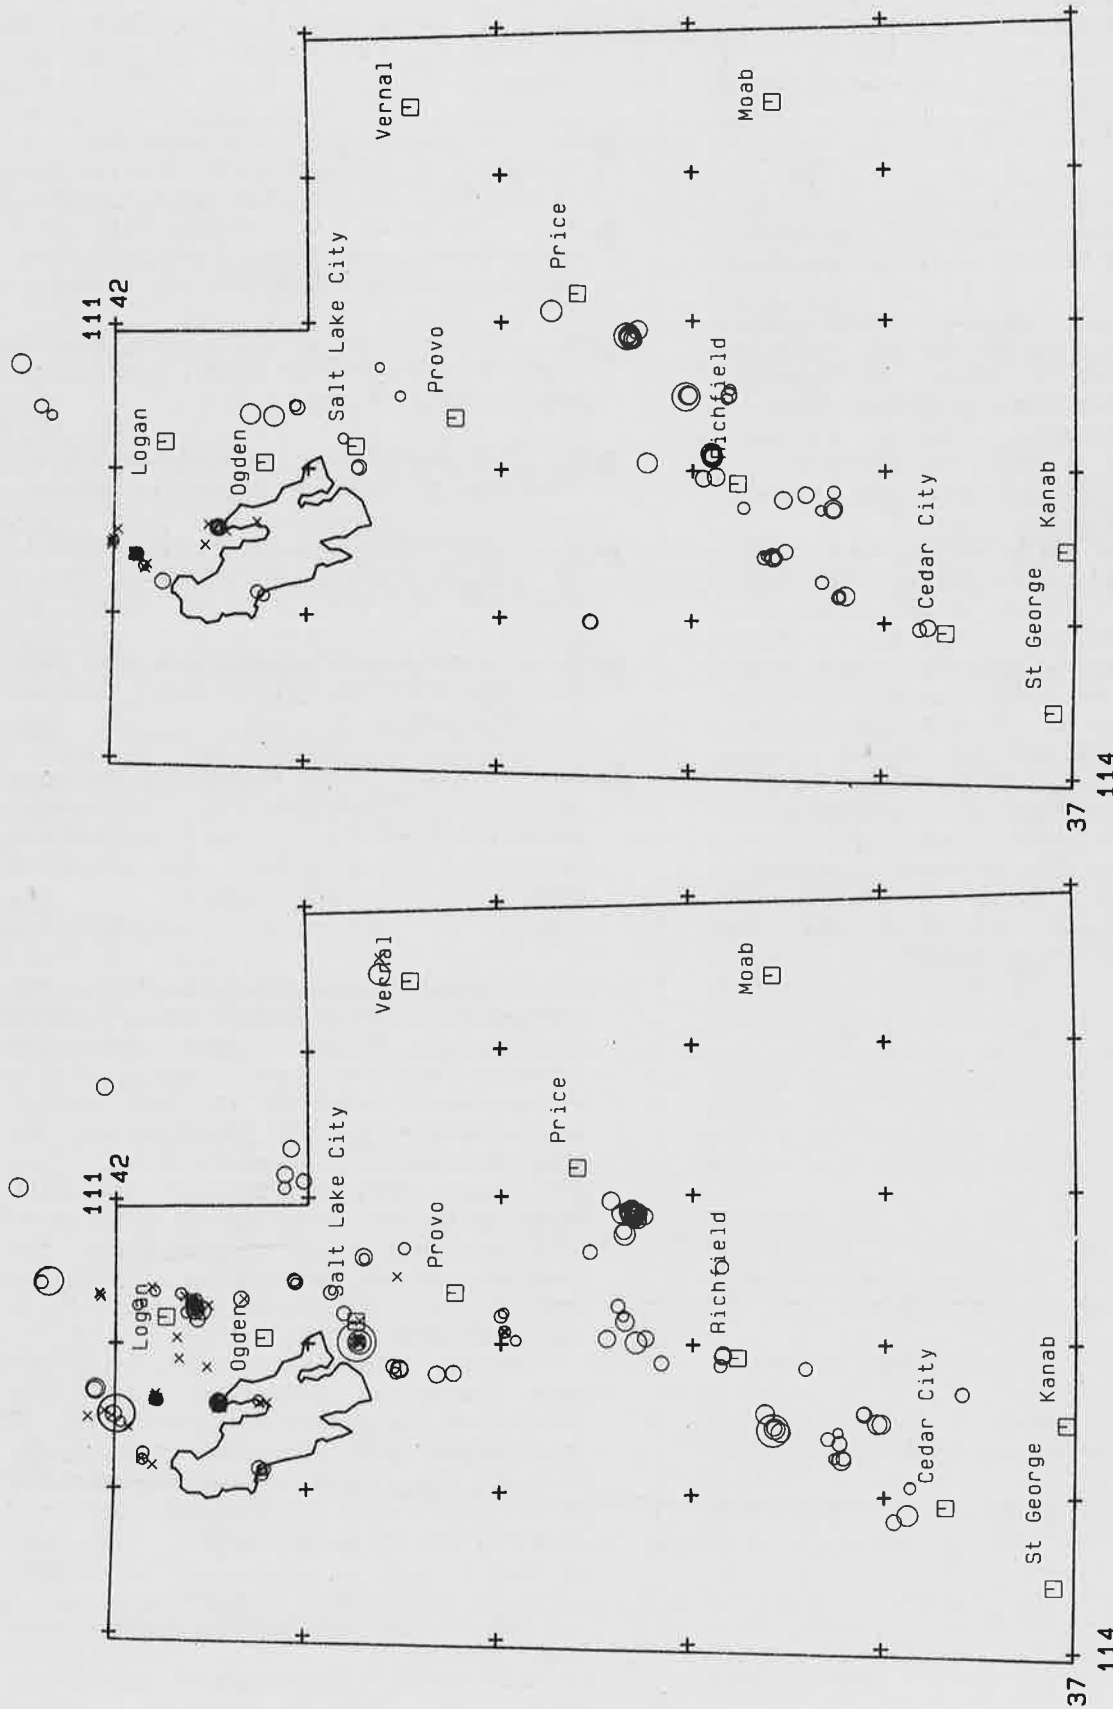 111
42
Logan
Ogden
Salt Lake City
Vernal
Provo
Price
Richfield
Moab
Cedar City
St George
Kanab
37
114
111
42
Logan
Ogden
Salt Lake City
Vernal
Provo
Price
Richfield
Moab
Cedar City
St George
Kanab
37
114